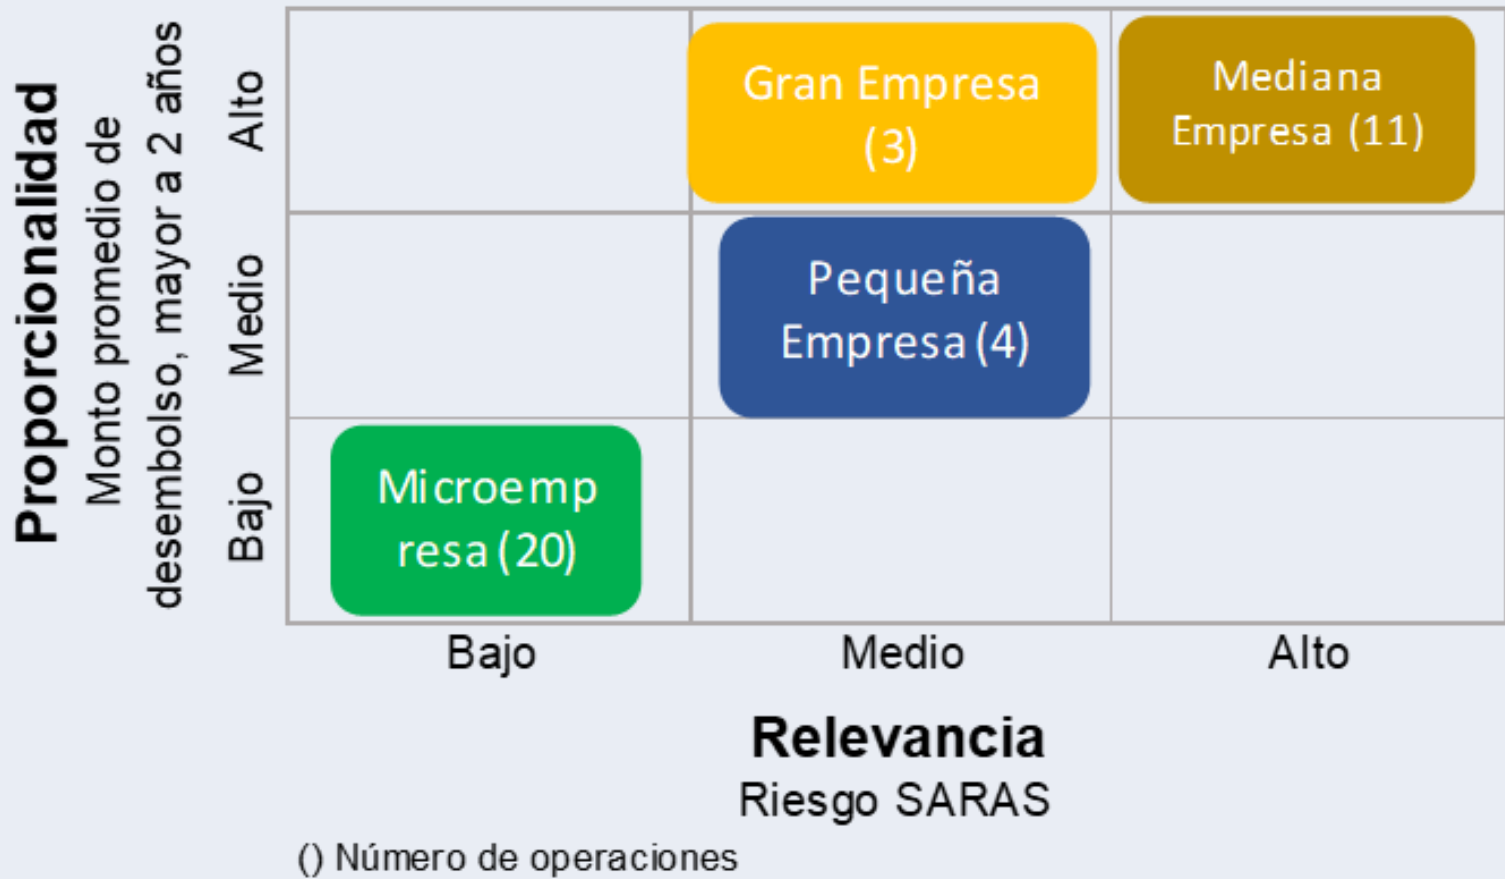 Proporcionalidad
Monto promedio de
desembolso, mayor a 2 años
Alto
Medio
Bajo
Gran Empresa
(3)
Mediana
Empresa (11)
Pequeña
Empresa (4)
Microemp
resa (20)
Bajo
Medio
Alto
Relevancia
Riesgo SARAS
() Número de operaciones